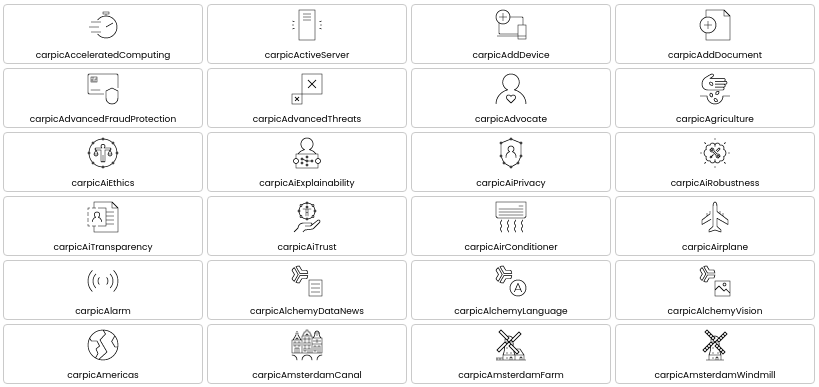 carpicAcceleratedComputing
carpicActiveServer
carpicAddDevice
carpicAddDocument
carpicAdvancedFraudProtection
carpicAdvancedThreats
carpicAdvocate
carpicAgriculture
carpicAiEthics
carpicAiExplainability
carpicAiPrivacy
carpicAiRobustness
carpicAiTransparency
carpicAiTrust
carpicAirConditioner
carpicAirplane
carpicAlarm
carpicAlchemyDataNews
carpicAlchemyLanguage
carpicAlchemyVision
carpicAmericas
carpicAmsterdamCanal
carpicAmsterdamFarm
carpicAmsterdamWindmill